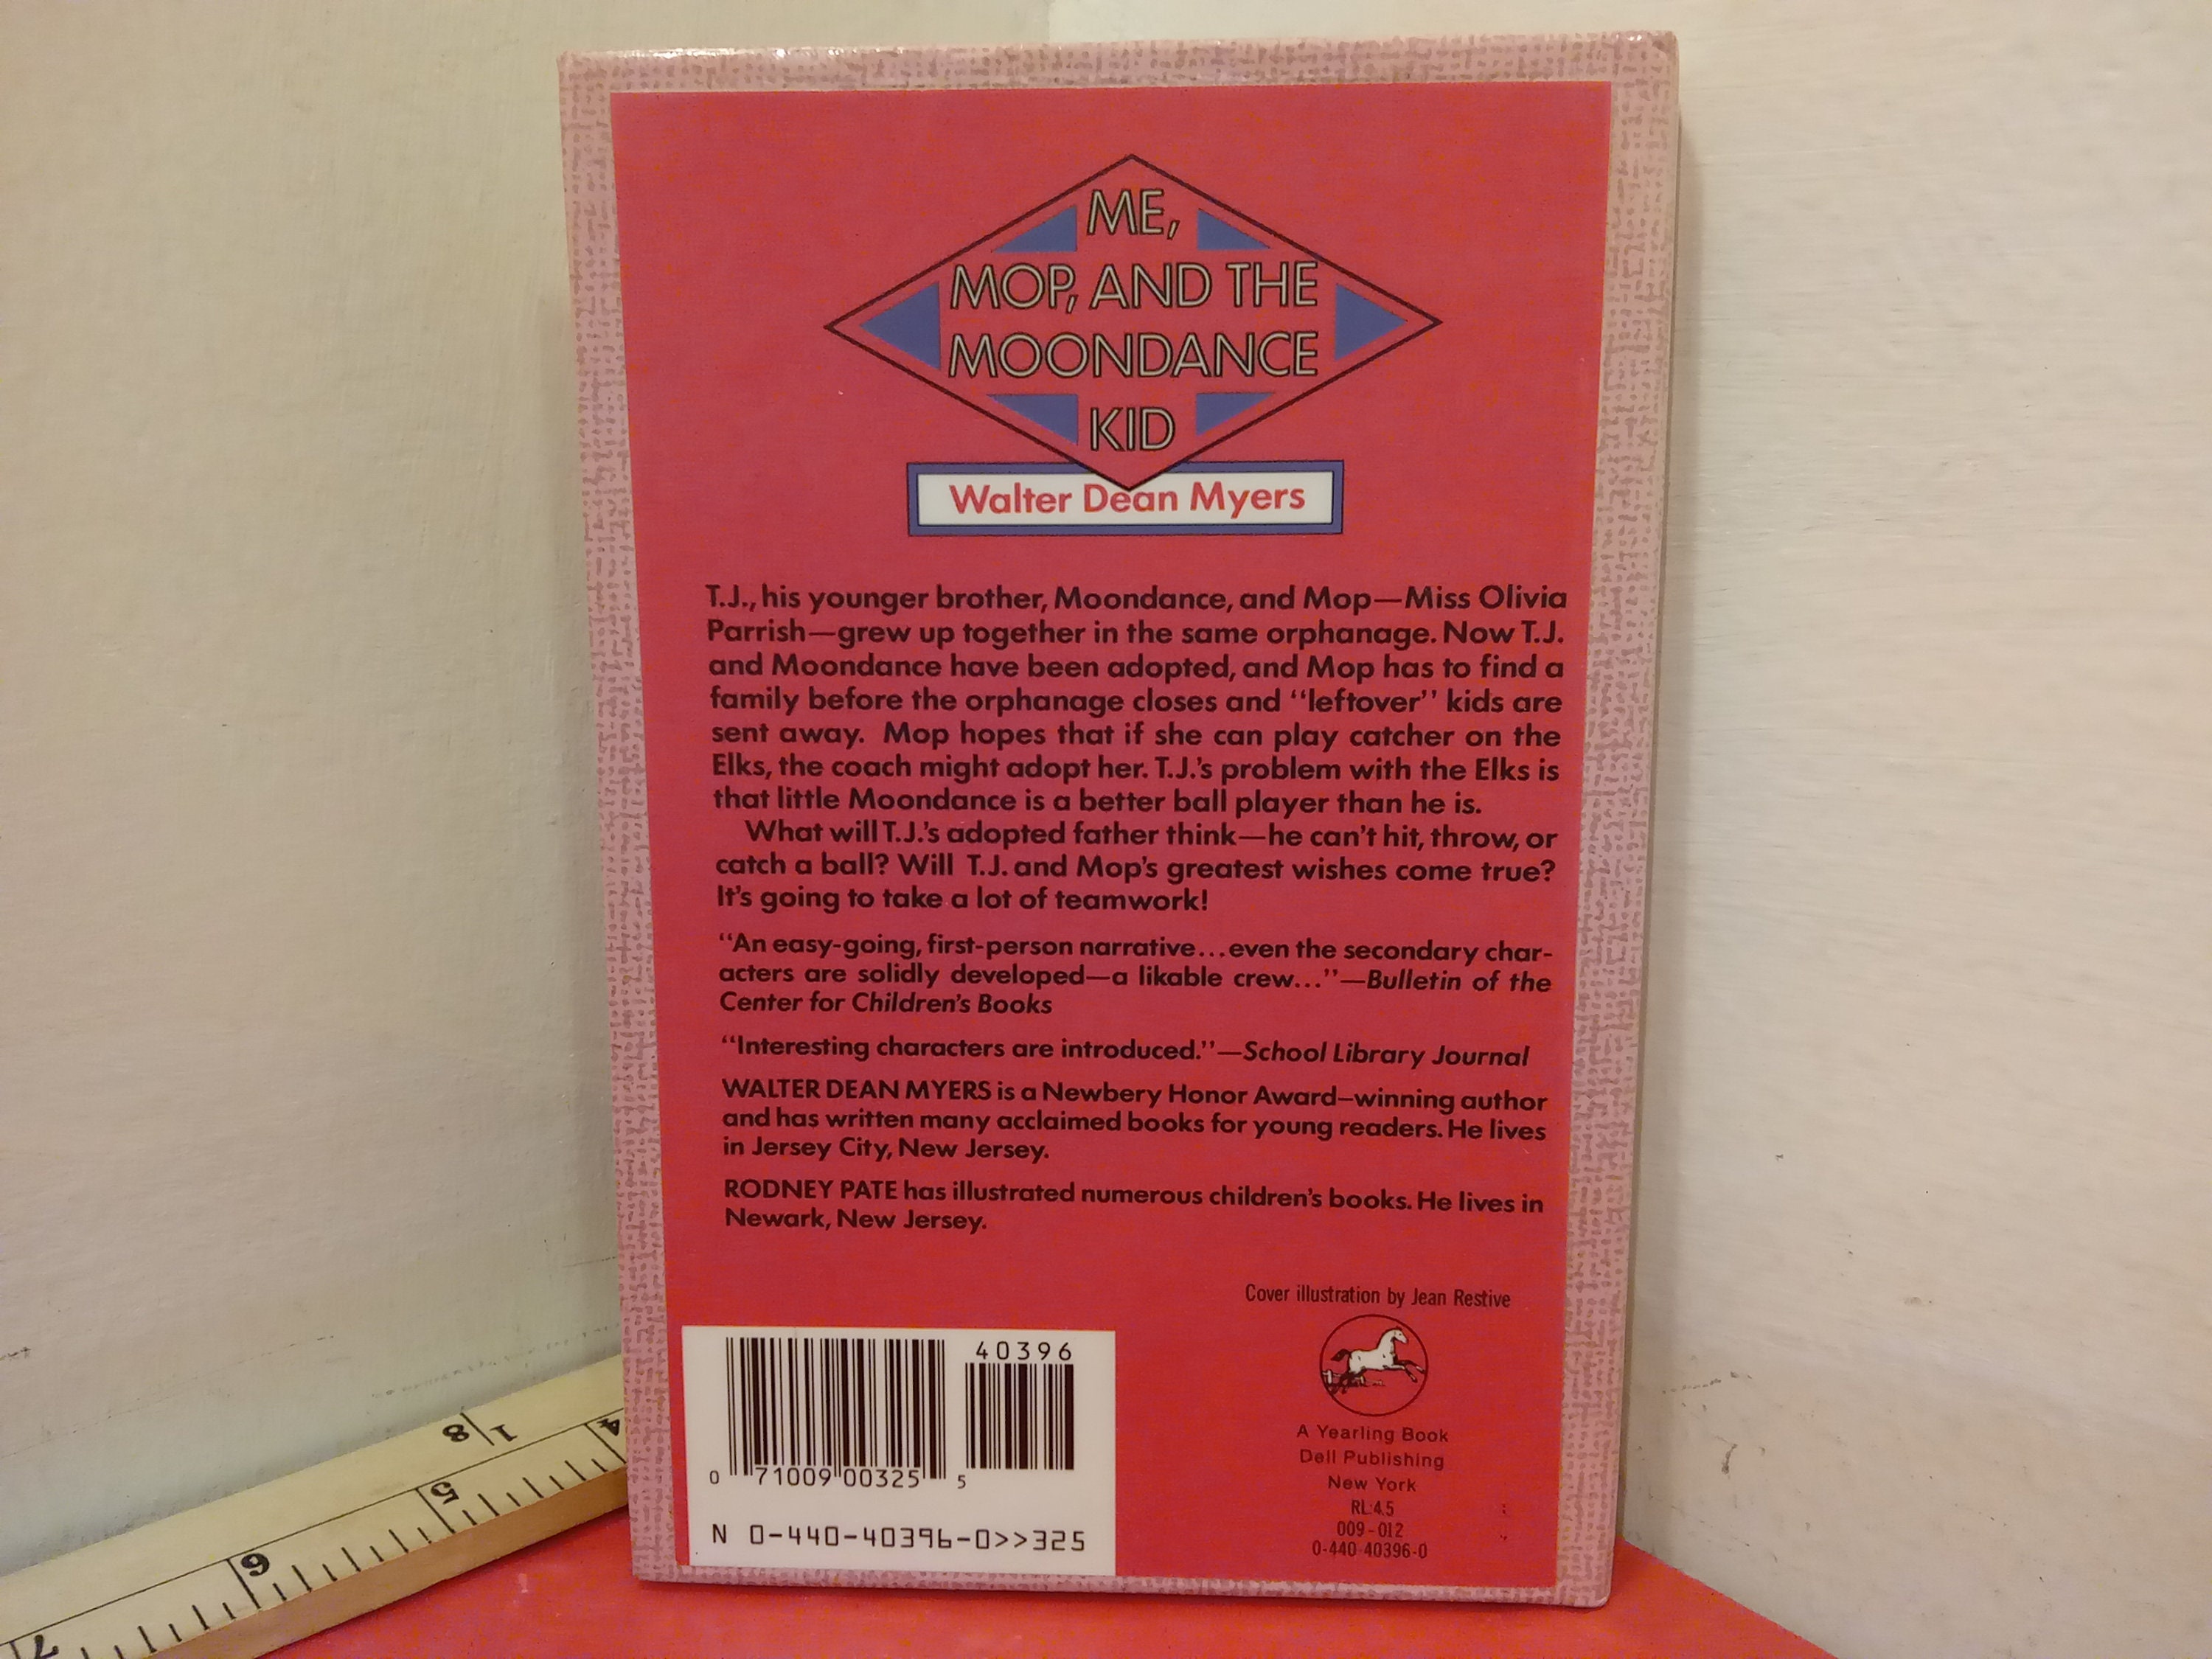 ME,
MOP, AND THE
MOONDANCE
KID
Walter Dean Myers
T.J., his younger brother, Moondance, and Mop—Miss Olivia
Parrish—grew up together in the same orphanage. Now T.J.
and Moondance have been adopted, and Mop has to find a
family before the orphanage closes and "leftover" kids are
sent away. Mop hopes that if she can play catcher on the
Elks, the coach might adopt her. T.J.'s problem with the Elks is
that little Moondance is a better ball player than he is.
What will T.J.'s adopted father think—he can't hit, throw, or
catch a ball? Will T.J. and Mop's greatest wishes come true?
It's going to take a lot of teamwork!
"An easy-going, first-person narrative...even the secondary char-
acters are solidly developed—a likable crew..."—Bulletin of the
Center for Children's Books
"Interesting characters are introduced."—School Library Journal
WALTER DEAN MYERS is a Newbery Honor Award–winning author
and has written many acclaimed books for young readers. He lives
in Jersey City, New Jersey.
RODNEY PATE has illustrated numerous children's books. He lives in
Newark, New Jersey.
Cover illustration by Jean Restive
A Yearling Book
Dell Publishing
New York
RL: 4.5
009-012
0-440-40396-0
40396
0 71009 00325 5
N 0-440-40396-0>>325
8 1
4
5
6
7